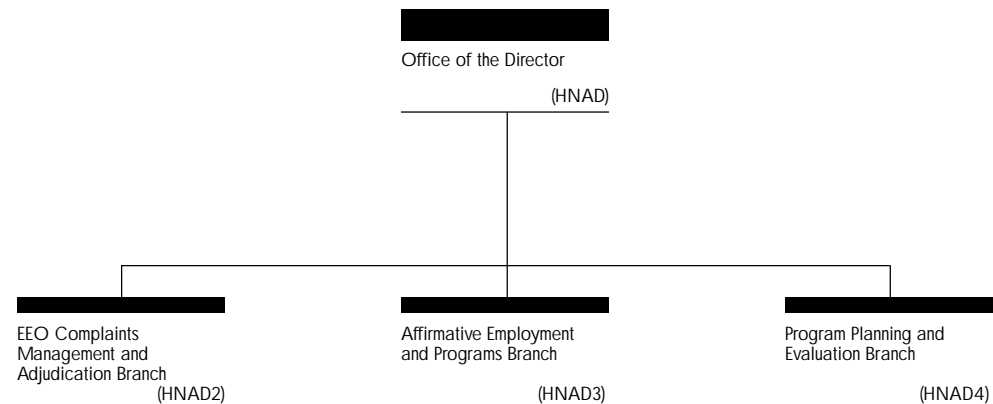 Office of the Director
(HNAD)
EEO Complaints
Management and
Adjudication Branch
(HNAD2)
Affirmative Employment
and Programs Branch
(HNAD3)
Program Planning and
Evaluation Branch
(HNAD4)